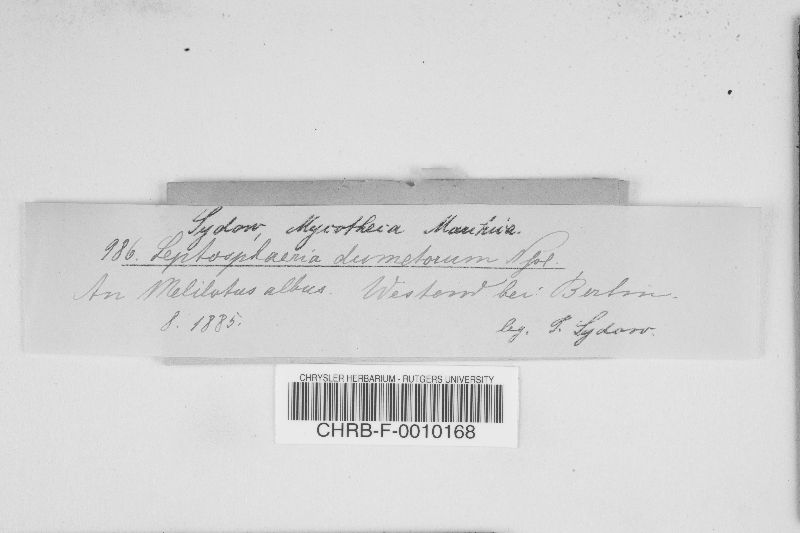 Sydow, Mycotheca Marchica.
986. Leptosphaeria dumetorum Nssl.
An Melilotus albus. Westend bei Berlin.
8. 1885.
leg. P. Sydow.
CHRYSLER HERBARIUM - RUTGERS UNIVERSITY
CHRB-F-0010168